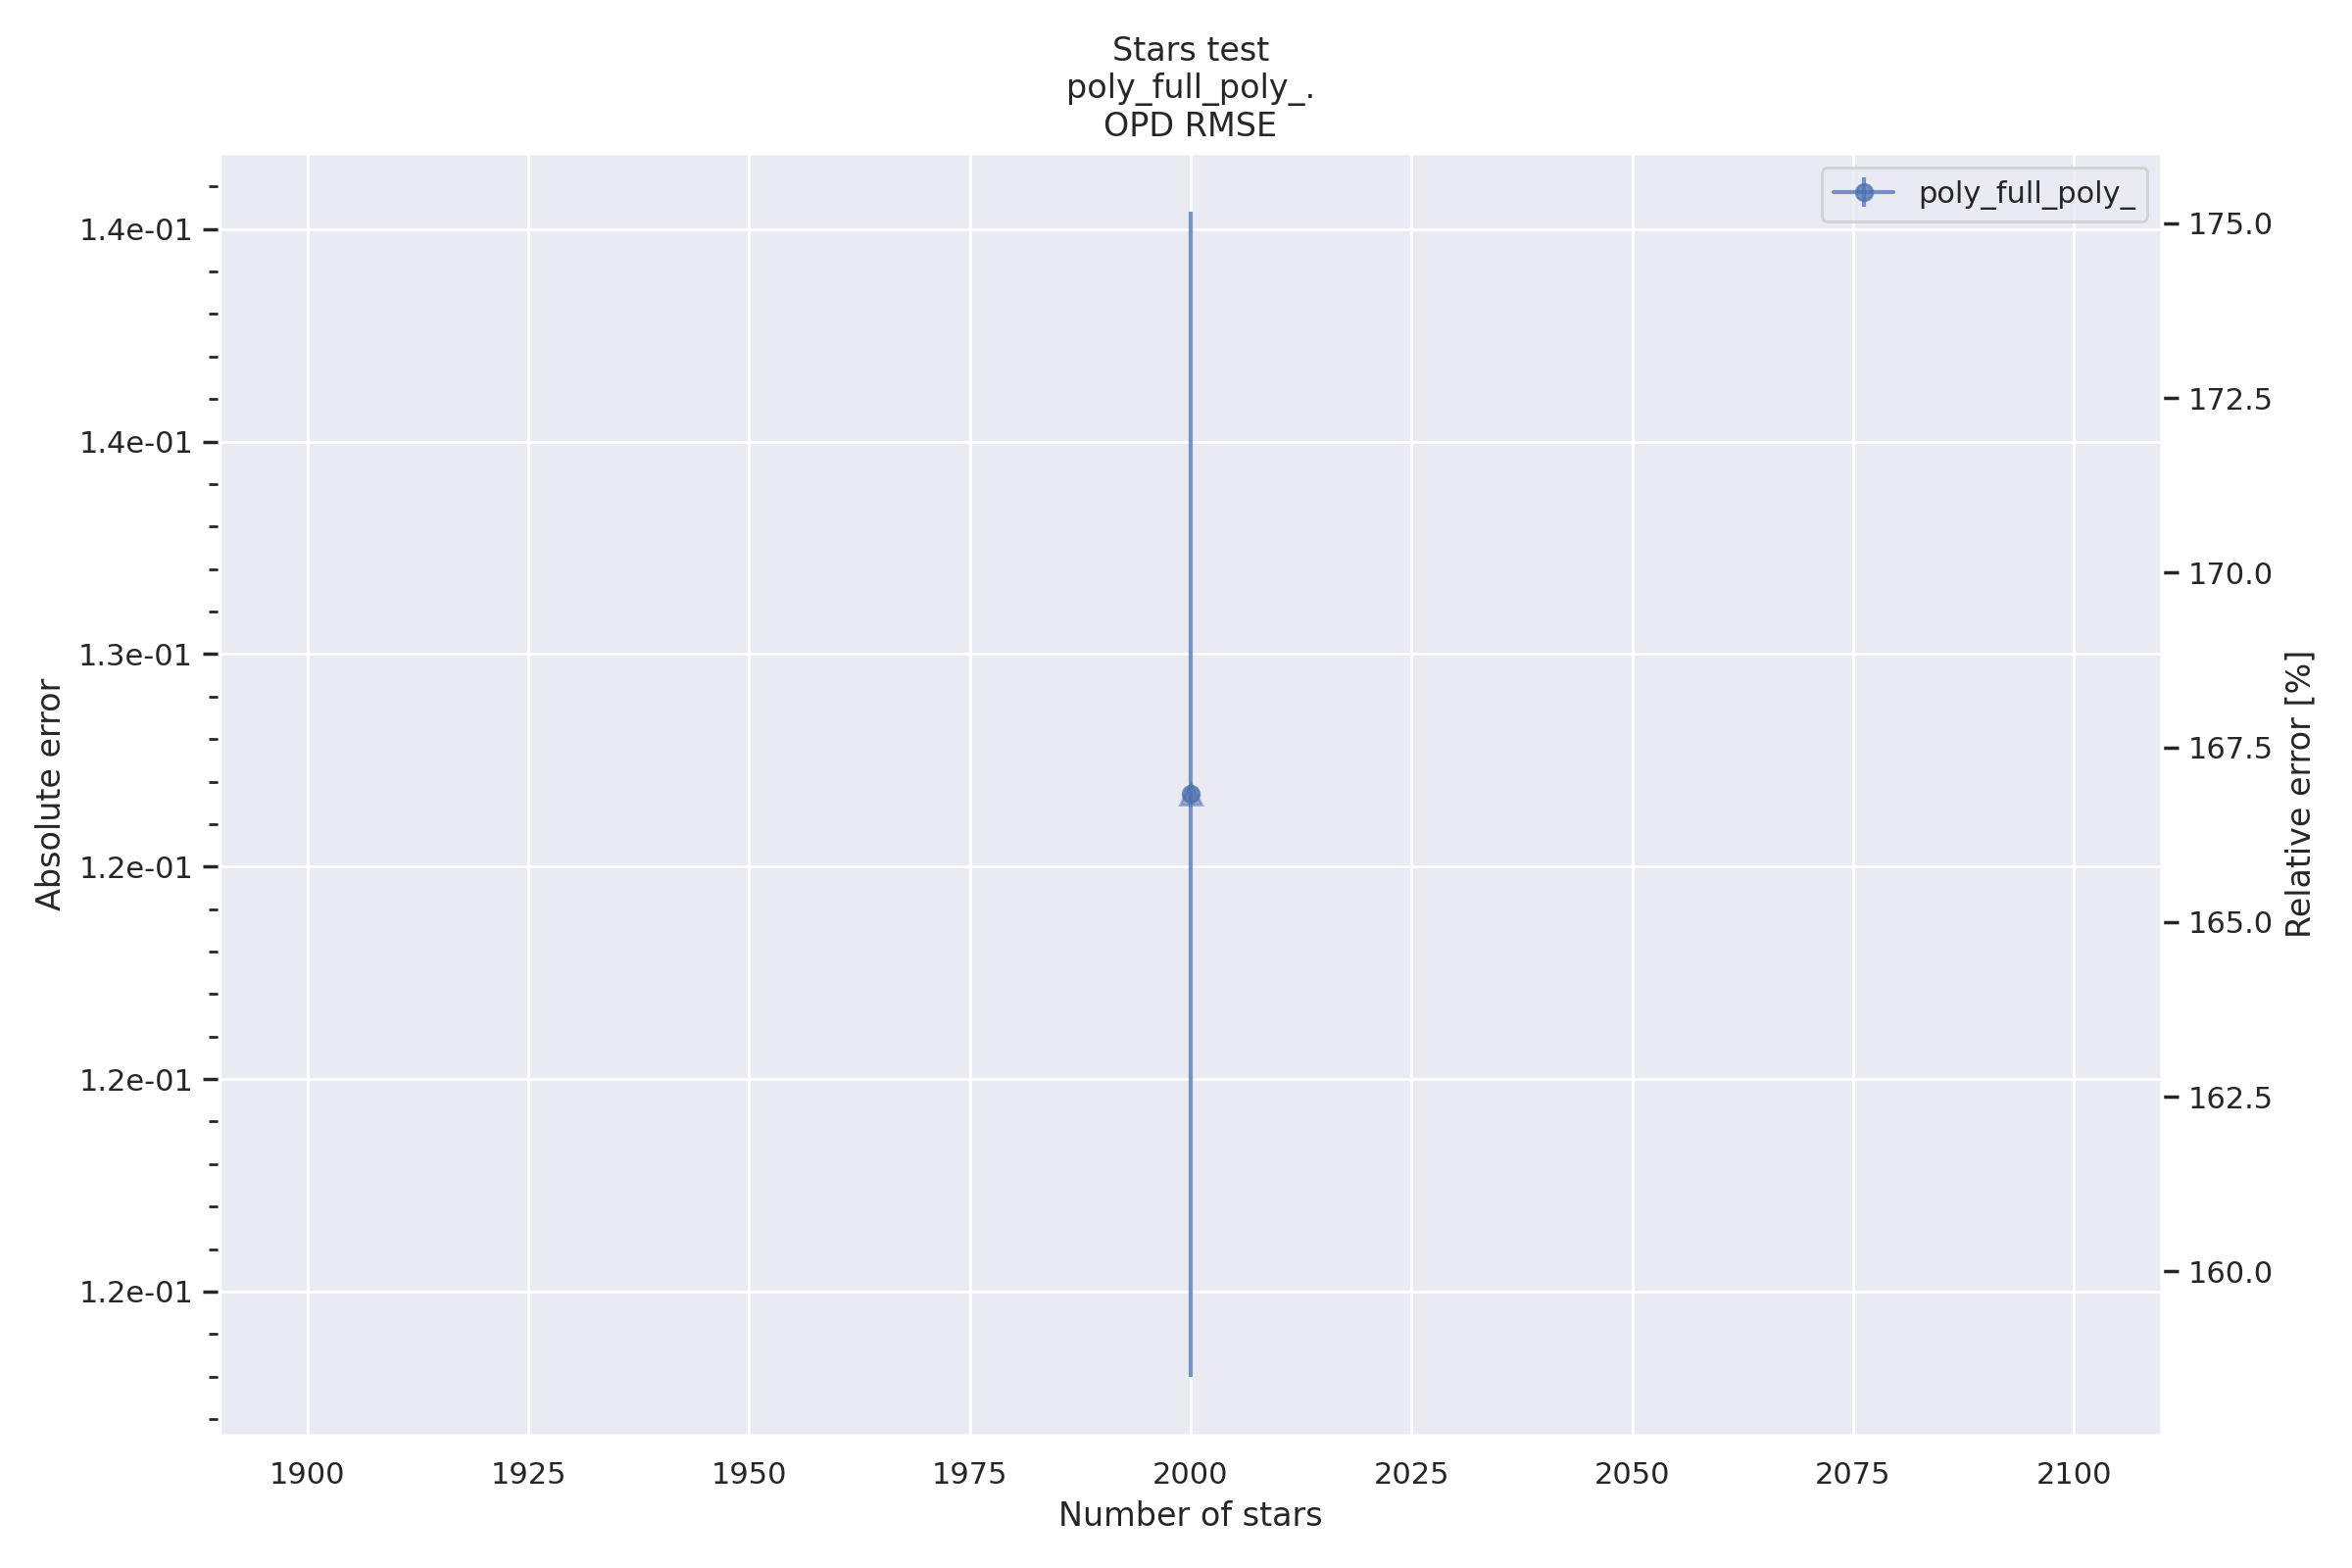 Stars test
poly_full_poly_.
OPD RMSE
poly_full_poly_
Absolute error
1.4e-01
1.4e-01
1.3e-01
1.2e-01
1.2e-01
1.2e-01
175.0
172.5
170.0
167.5
165.0
162.5
160.0
Relative error [%]
1900 1925 1950 1975 2000 2025 2050 2075 2100
Number of stars